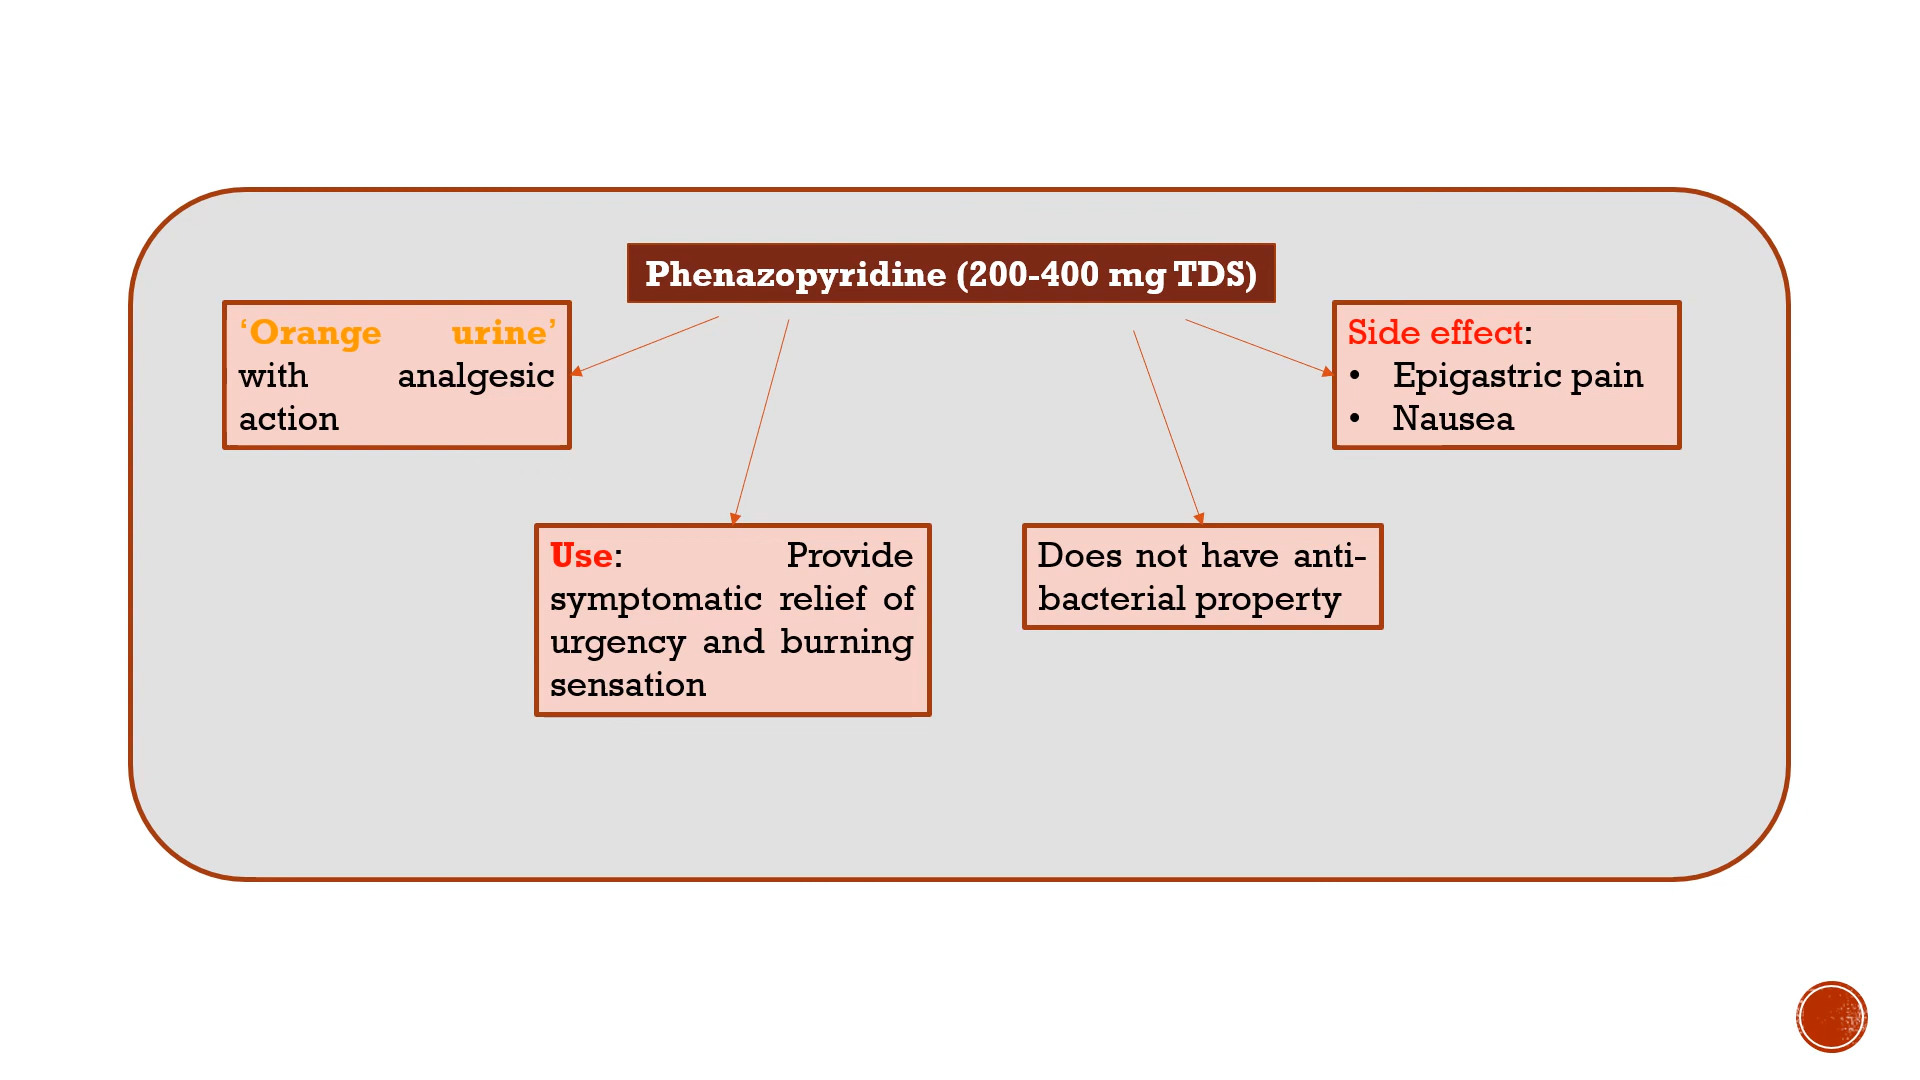 Phenazopyridine (200-400 mg TDS)
‘Orange urine’
with analgesic
action
Side effect:
• Epigastric pain
• Nausea
Use: Provide
symptomatic relief of
urgency and burning
sensation
Does not have anti-
bacterial property